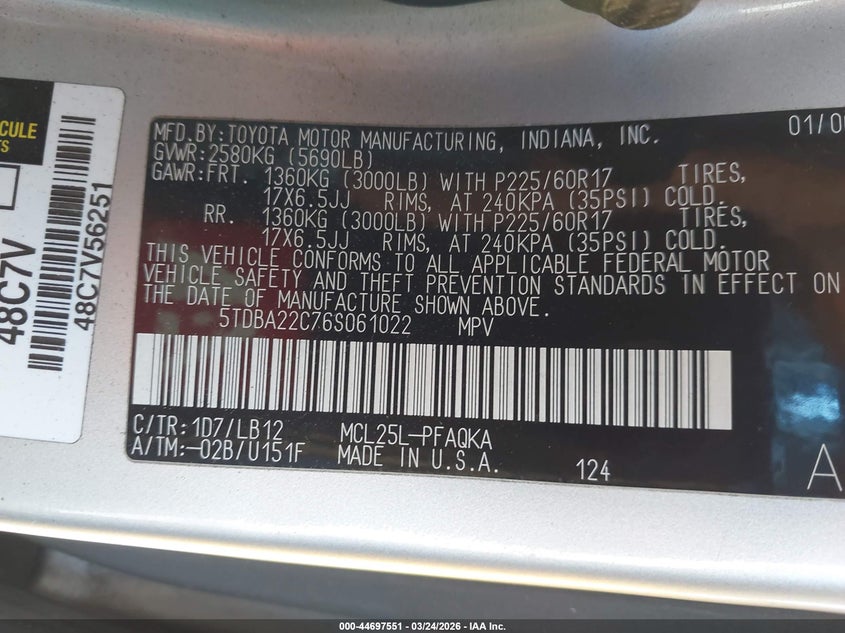 CULE
TS
48C7V
48C7V56251
MFD.BY:TOYOTA MOTOR MANUFACTURING, INDIANA, INC. 01/0
GVWR:2580KG (5690LB)
GAWR:FRT. 1360KG (3000LB) WITH P225/60R17 TIRES,
17X6.5JJ RIMS, AT 240KPA (35PSI) COLD.
RR. 1360KG (3000LB) WITH P225/60R17 TIRES,
17X6.5JJ RIMS, AT 240KPA (35PSI) COLD.
THIS VEHICLE CONFORMS TO ALL APPLICABLE FEDERAL MOTOR
VEHICLE SAFETY AND THEFT PREVENTION STANDARDS IN EFFECT ON
THE DATE OF MANUFACTURE SHOWN ABOVE.
5TDBA22C76S061022 MPV
C/TR:1D7/LB12 MCL25L-PFAQKA
A/TM:-02B/U151F MADE IN U.S.A. 124 A
000-44697551 | 03/24/2026 - IAA Inc.